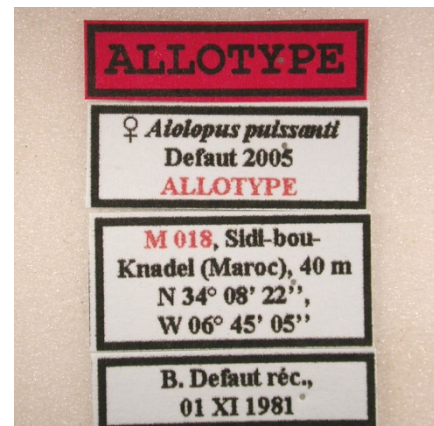 ALLOTYPE
♀ Aiolopus puissanti
Defaut 2005
ALLOTYPE
M 018, Sidi-bou-
Knadel (Maroc), 40 m
N 34° 08' 22'',
W 06° 45' 05''
B. Defaut réc.,
01 XI 1981